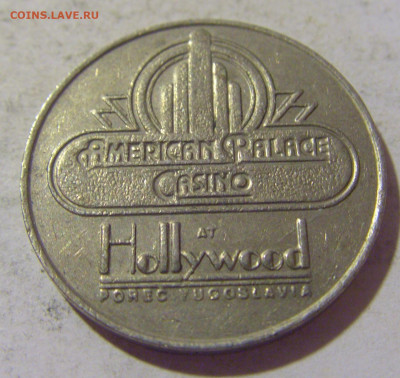 COINS.LAVE.RU
AMERICAN PALACE
CASINO
AT
Hollywood
POREC YUGOSLAVIA